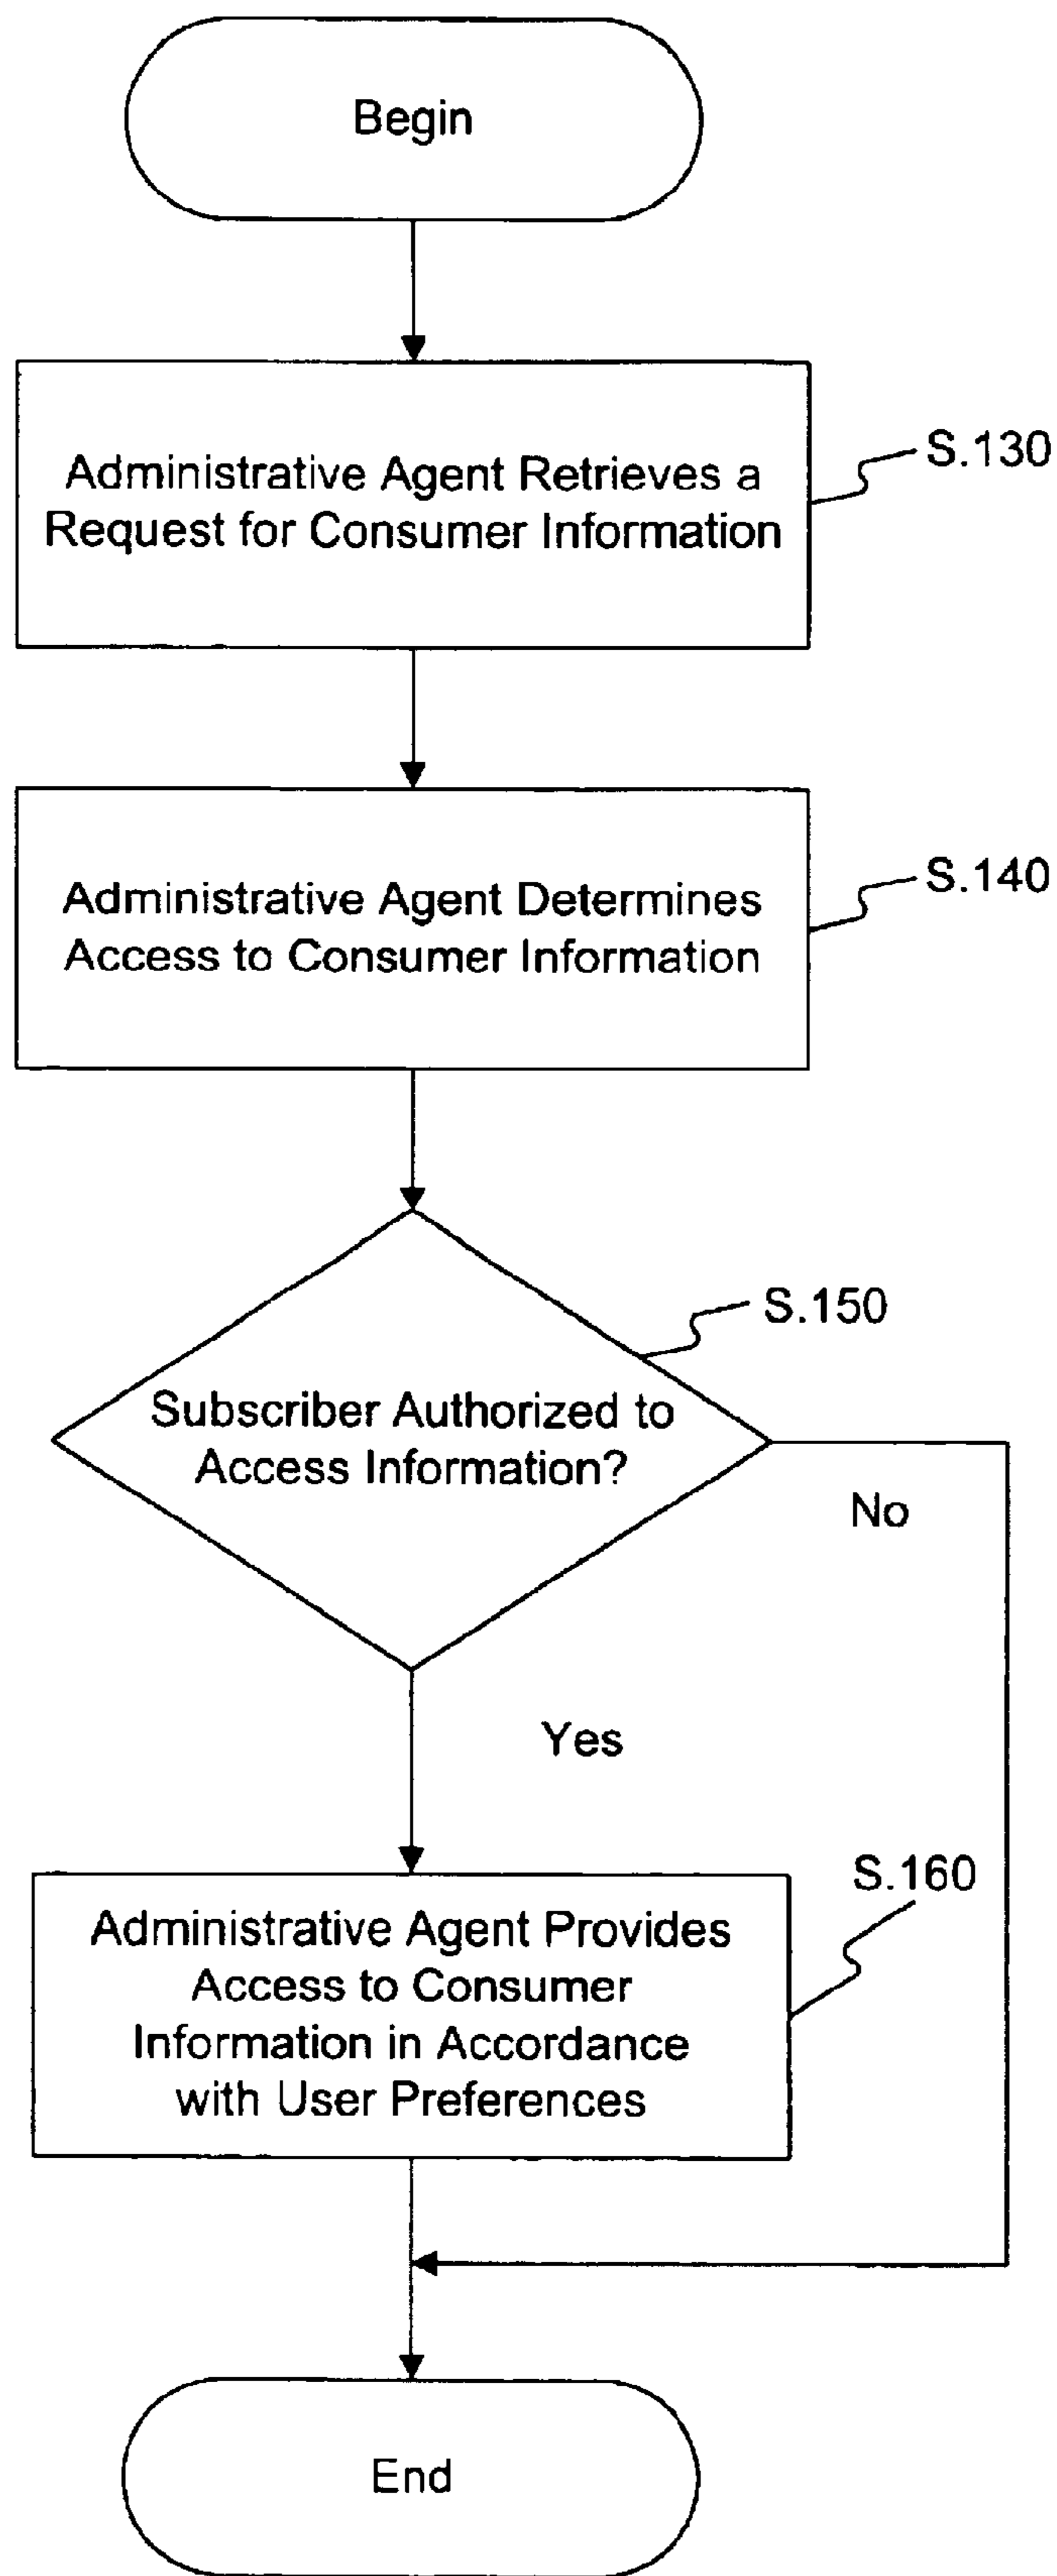 Begin
Administrative Agent Retrieves a
Request for Consumer Information
S.130
Administrative Agent Determines
Access to Consumer Information
S.140
S.150
Subscriber Authorized to
Access Information?
No
Yes
S.160
Administrative Agent Provides
Access to Consumer
Information in Accordance
with User Preferences
End